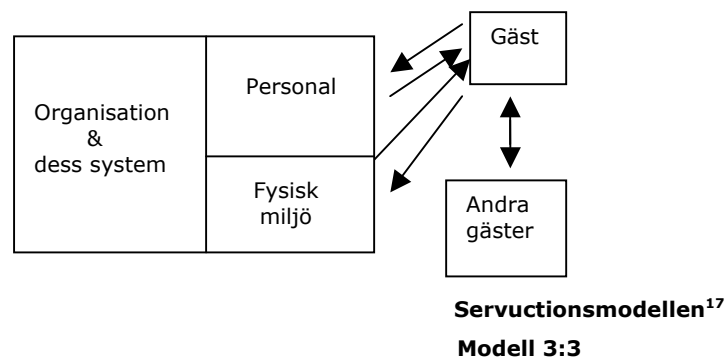 Organisation
&
dess system
Personal
Fysisk
miljö
Gäst
Andra
gäster
Servuctionsmodellen17
Modell 3:3